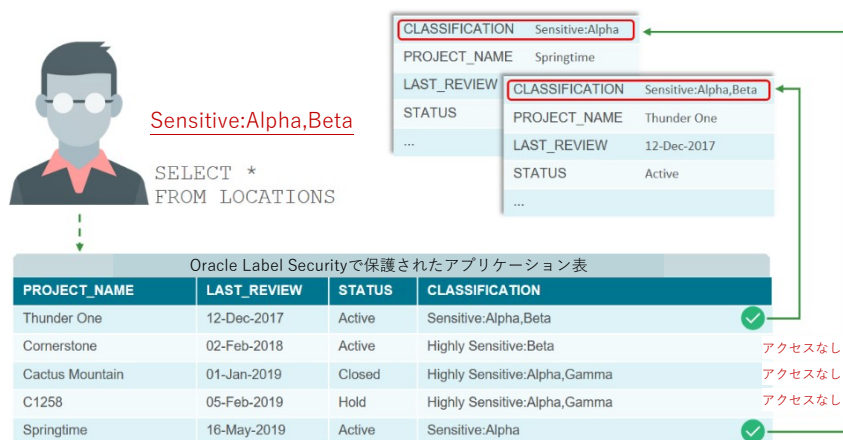 CLASSIFICATION Sensitive:Alpha
PROJECT_NAME Springtime
LAST_REVIEW
STATUS
...
CLASSIFICATION Sensitive:Alpha,Beta
PROJECT_NAME Thunder One
LAST_REVIEW 12-Dec-2017
STATUS Active
...
Sensitive:Alpha,Beta
SELECT *
FROM LOCATIONS
Oracle Label Securityで保護されたアプリケーション表
PROJECT_NAME LAST_REVIEW STATUS CLASSIFICATION
Thunder One 12-Dec-2017 Active Sensitive:Alpha,Beta
Cornerstone 02-Feb-2018 Active Highly Sensitive:Beta アクセスなし
Cactus Mountain 01-Jan-2019 Closed Highly Sensitive:Alpha,Gamma アクセスなし
C1258 05-Feb-2019 Hold Highly Sensitive:Alpha,Gamma アクセスなし
Springtime 16-May-2019 Active Sensitive:Alpha